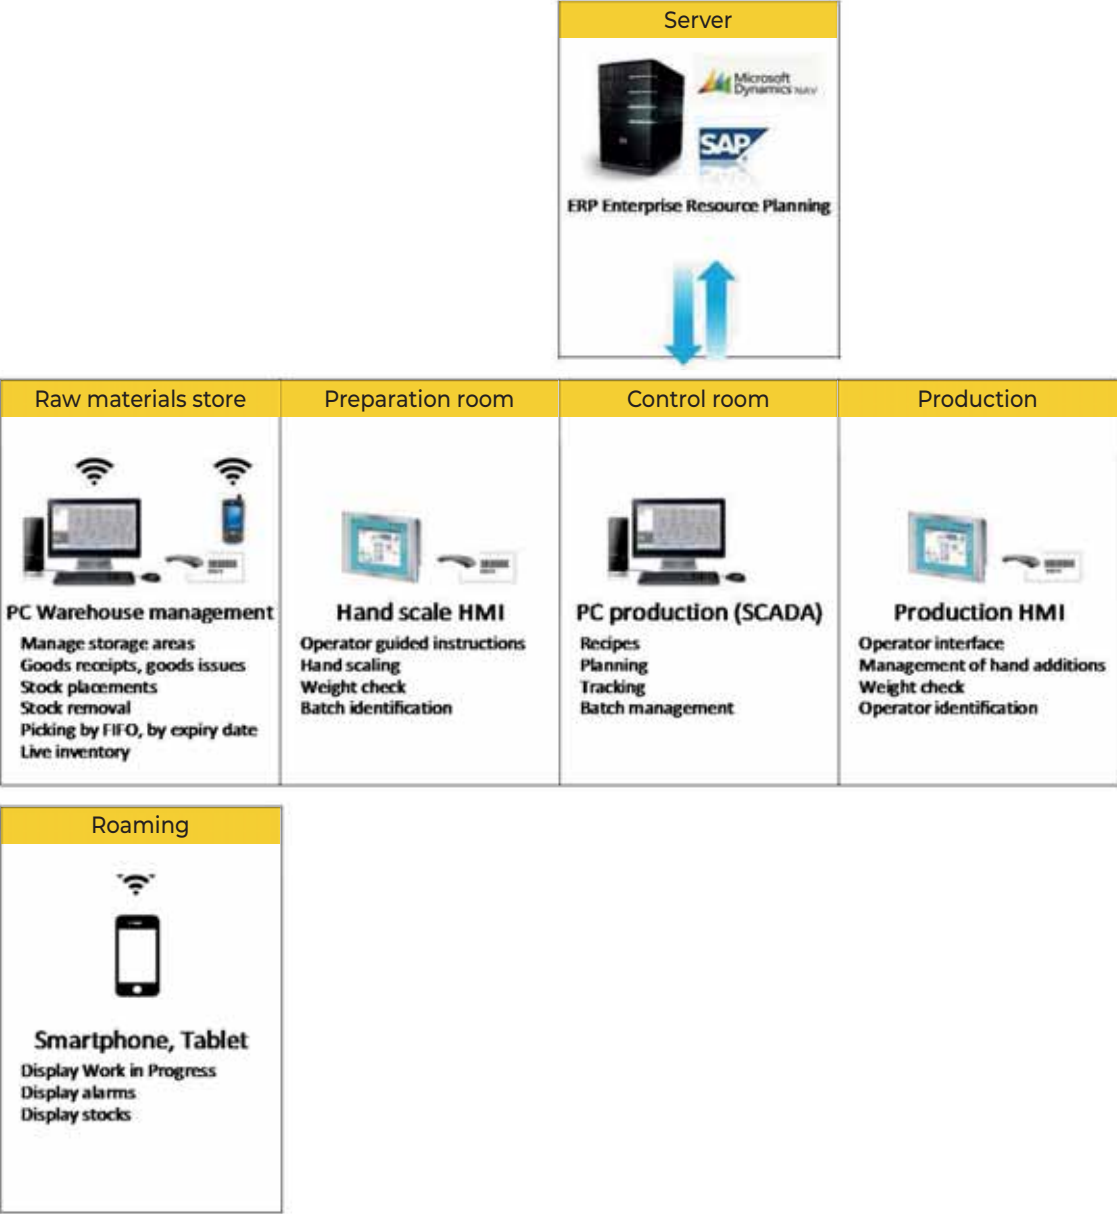 Server
Microsoft
Dynamics NAV
SAP
ERP Enterprise Resource Planning
Raw materials store
PC Warehouse management
Manage storage areas
Goods receipts, goods issues
Stock placements
Stock removal
Picking by FIFO, by expiry date
Live inventory
Preparation room
Hand scale HMI
Operator guided instructions
Hand scaling
Weight check
Batch identification
Control room
PC production (SCADA)
Recipes
Planning
Tracking
Batch management
Production
Production HMI
Operator interface
Management of hand additions
Weight check
Operator identification
Roaming
Smartphone, Tablet
Display Work in Progress
Display alarms
Display stocks